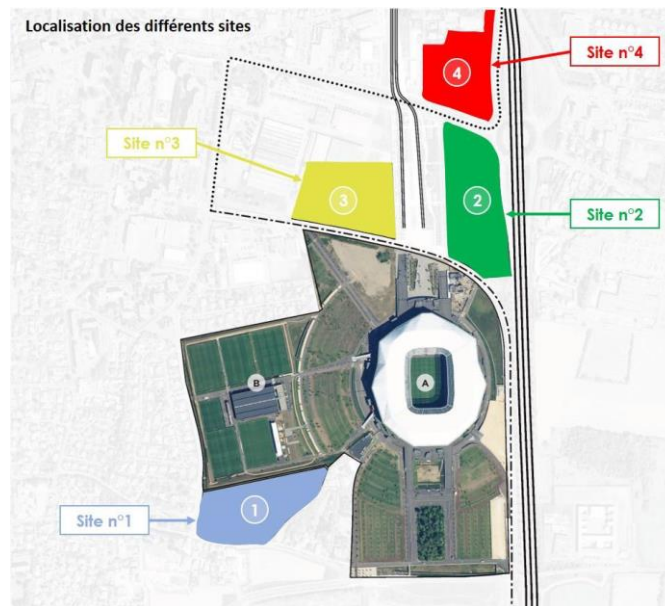 Localisation des différents sites
4
Site n°4
Site n°3
3
2
Site n°2
B
A
1
Site n°1